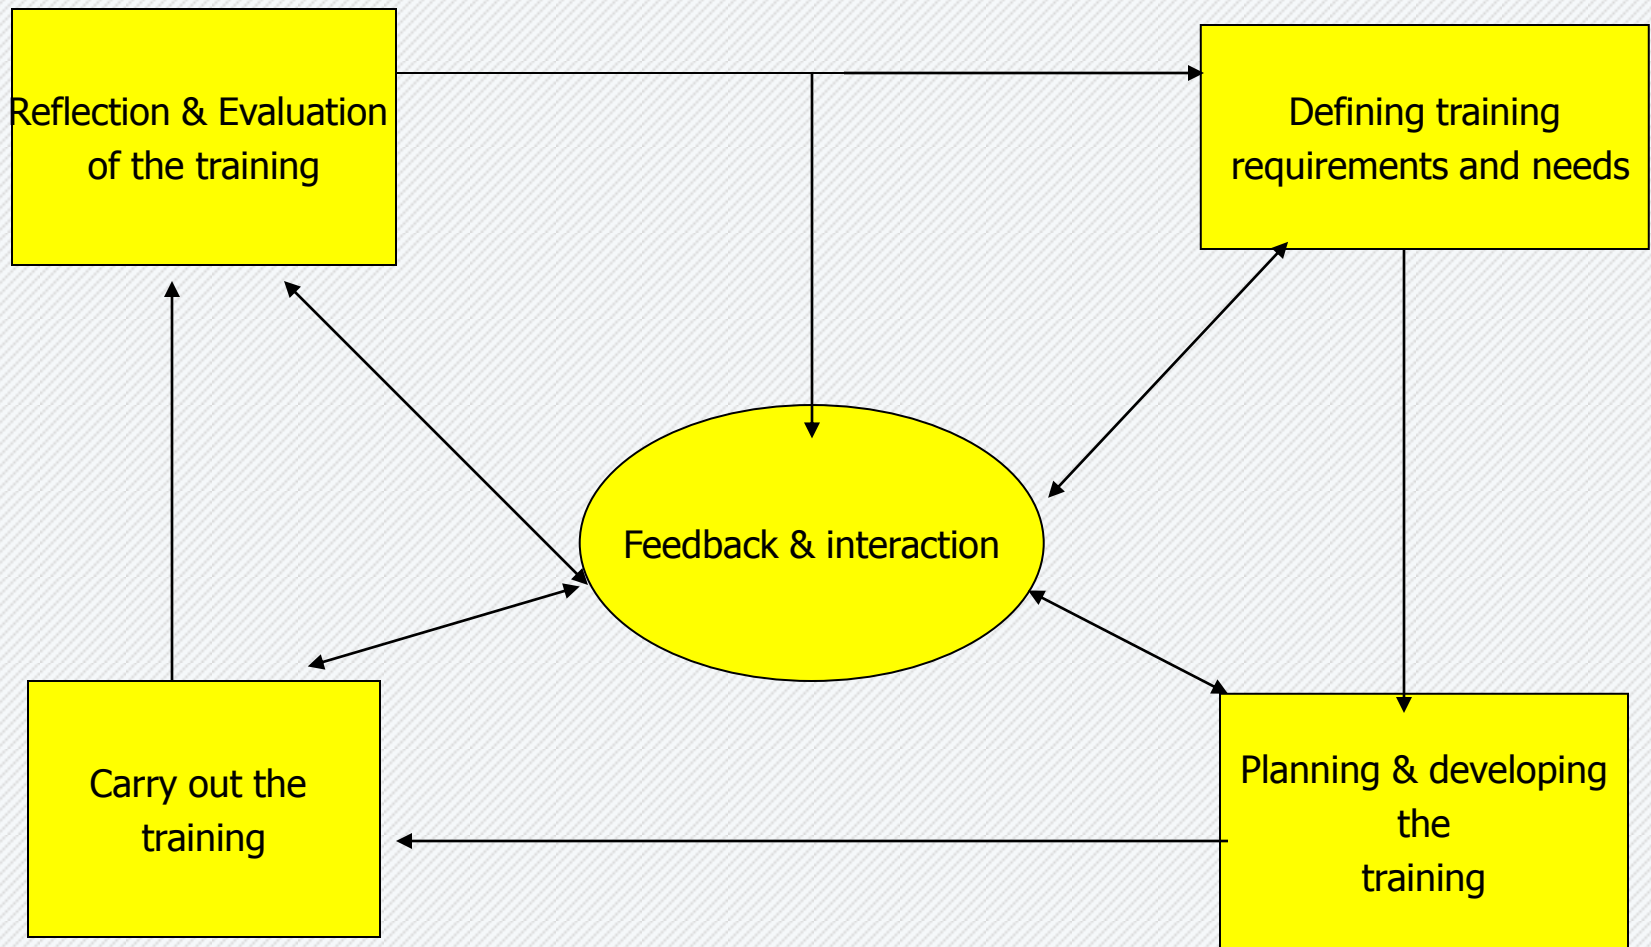 Reflection & Evaluation
of the training
Defining training
requirements and needs
Feedback & interaction
Carry out the
training
Planning & developing
the
training